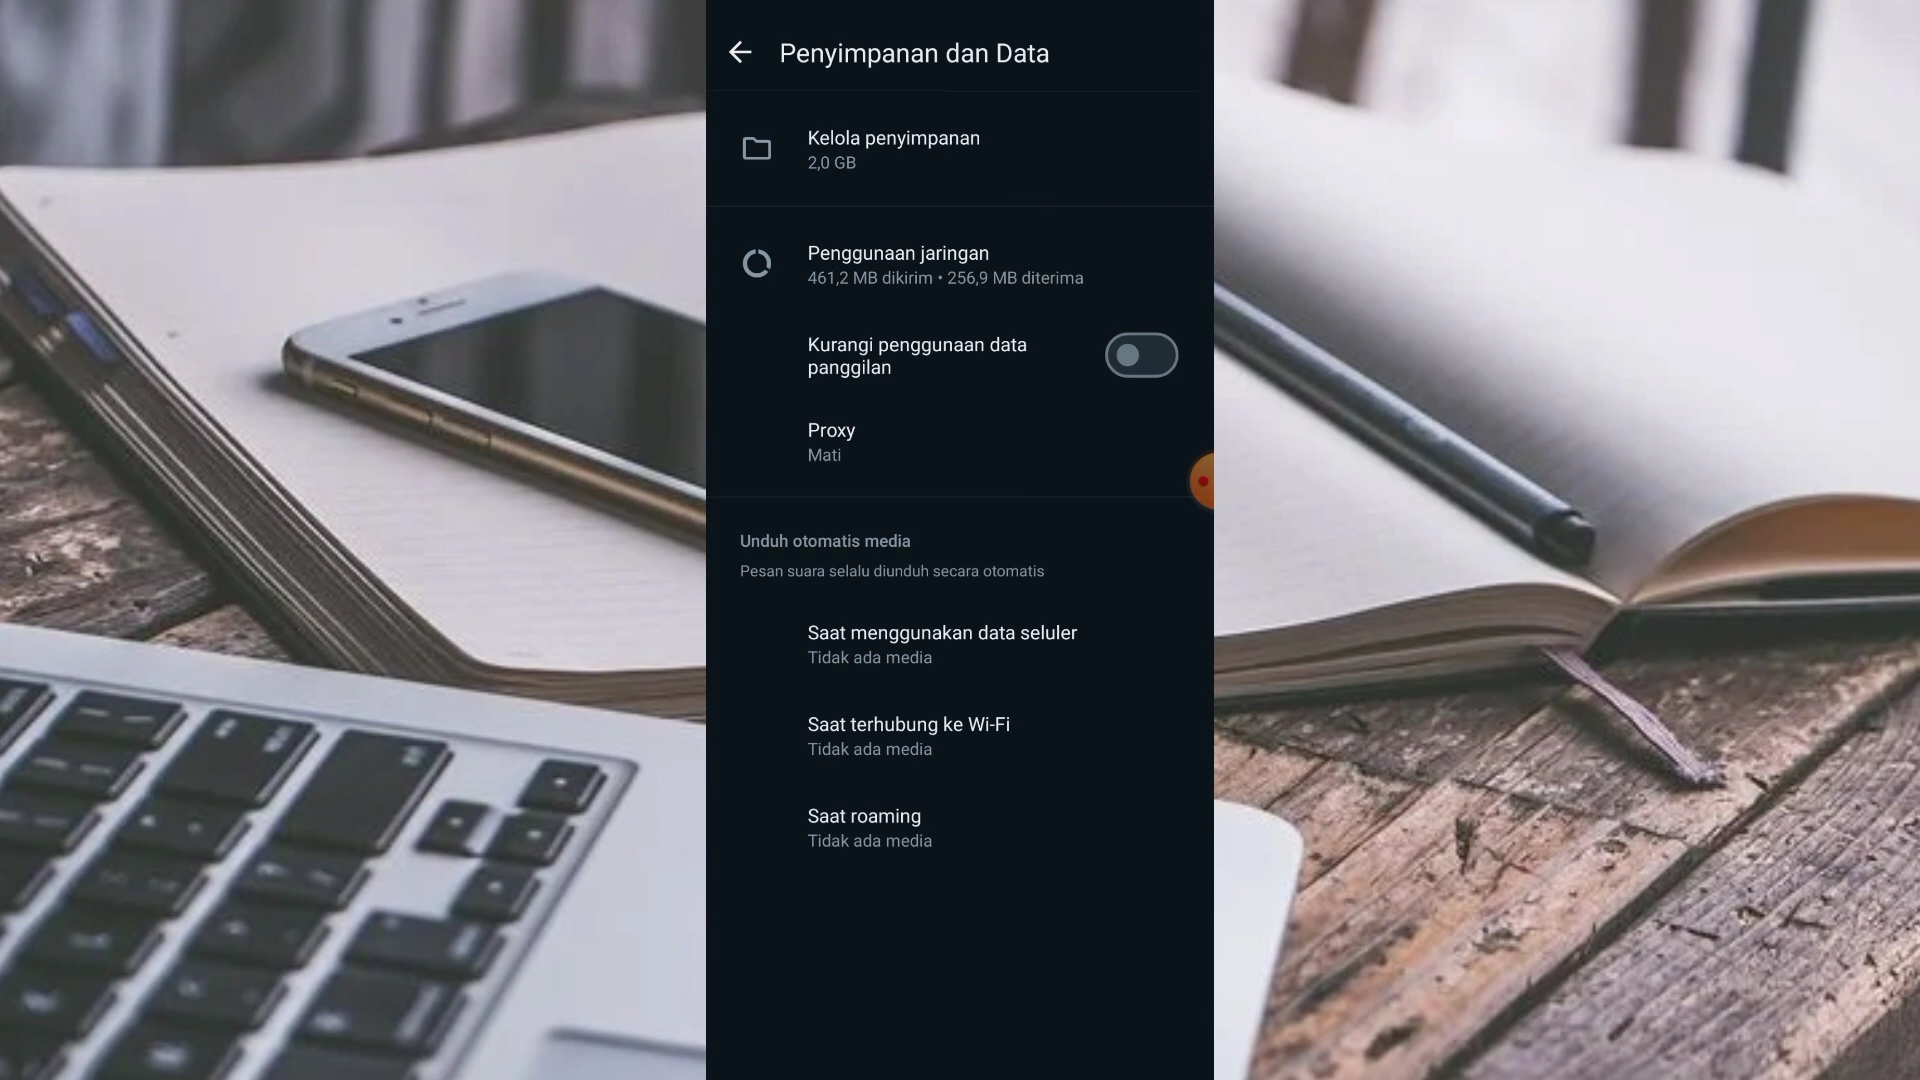 Penyimpanan dan Data
Kelola penyimpanan
2,0 GB
Penggunaan jaringan
461,2 MB dikirim • 256,9 MB diterima
Kurangi penggunaan data
panggilan
Proxy
Mati
Unduh otomatis media
Pesan suara selalu diunduh secara otomatis
Saat menggunakan data seluler
Tidak ada media
Saat terhubung ke Wi-Fi
Tidak ada media
Saat roaming
Tidak ada media